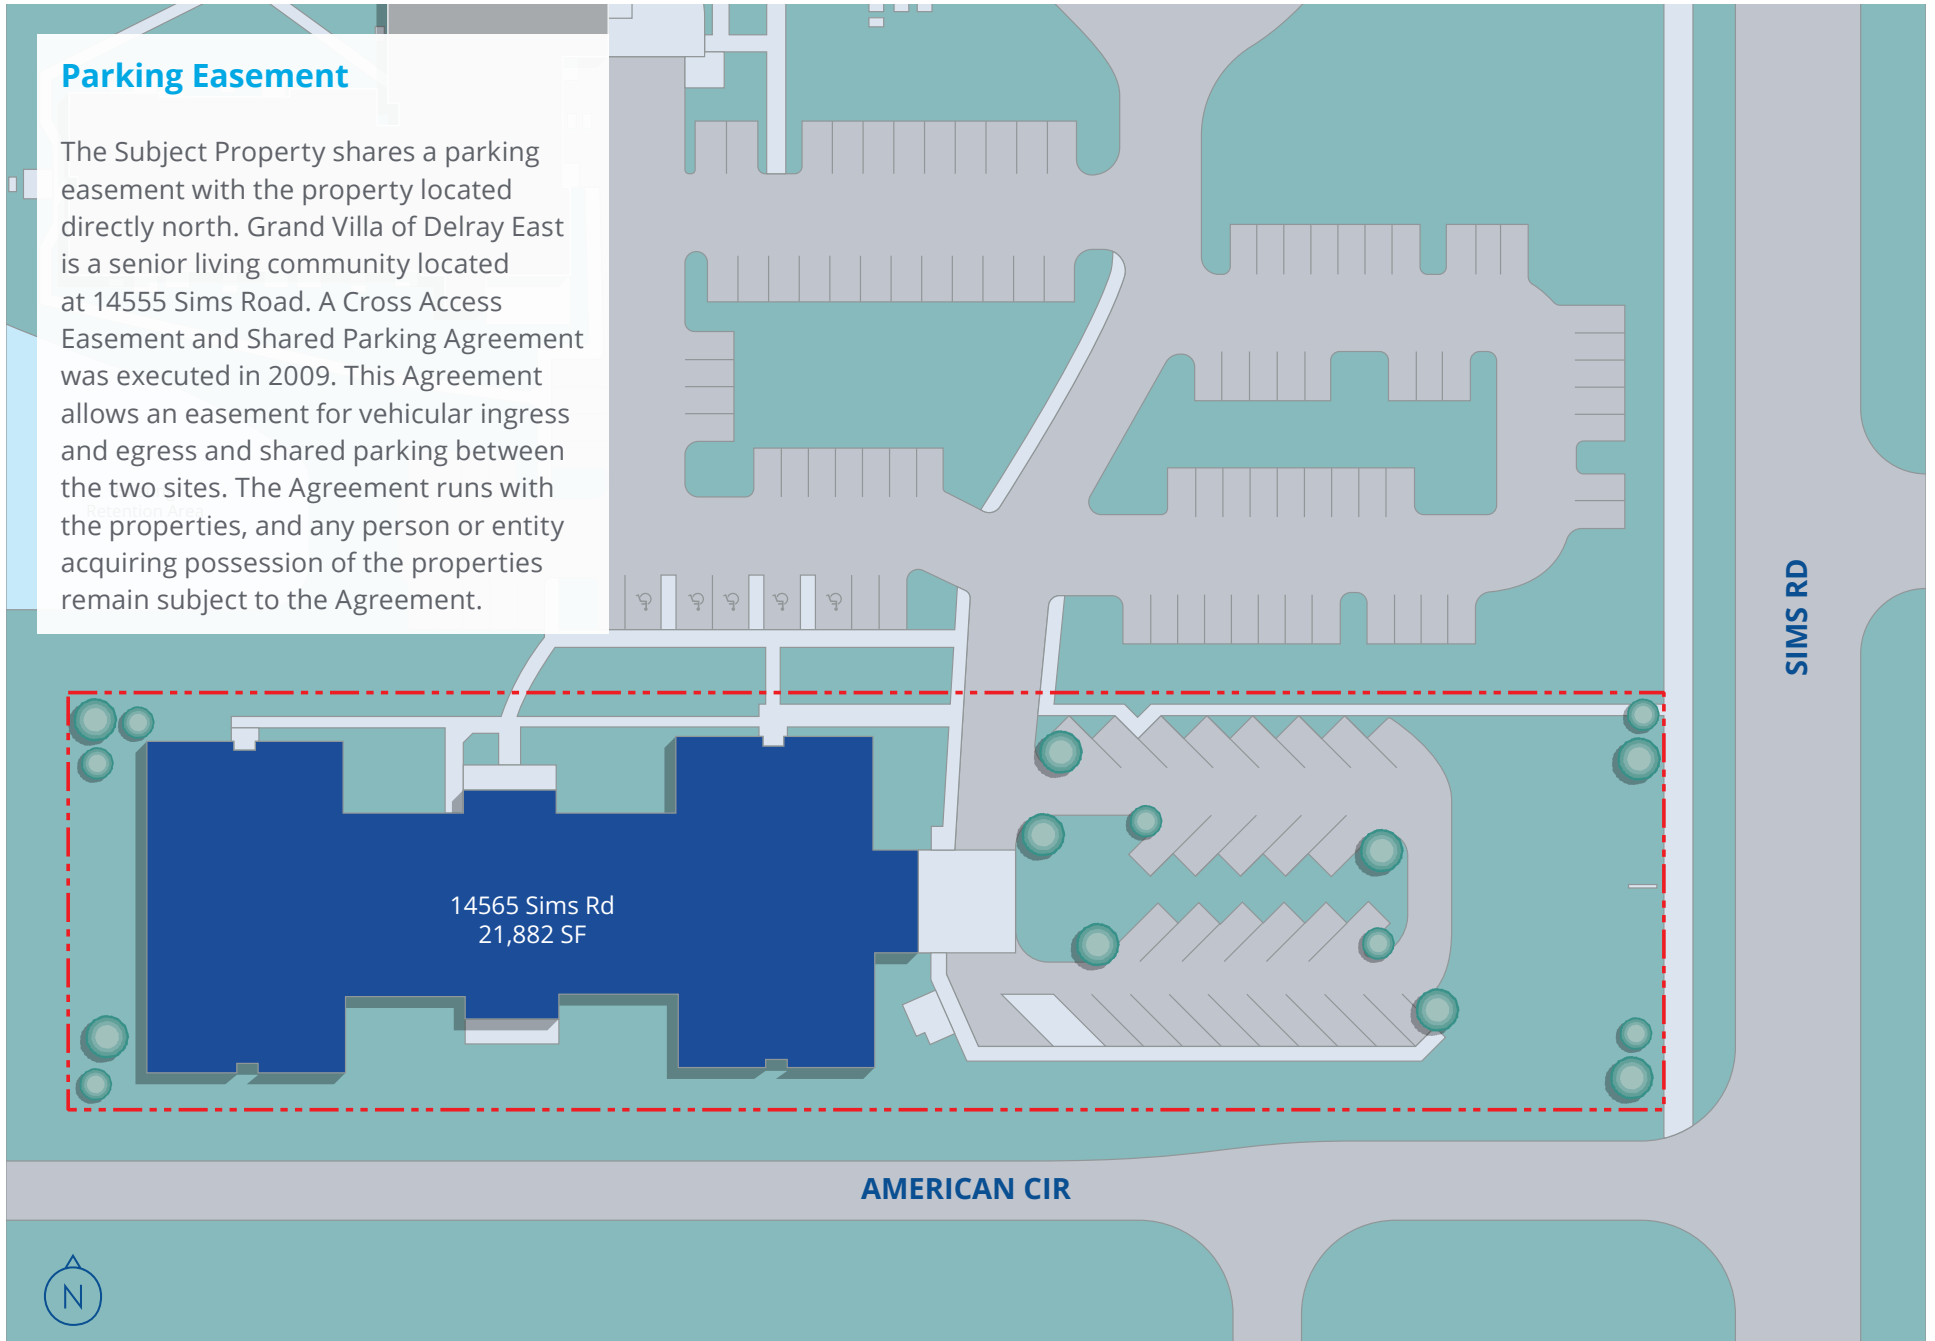 Parking Easement
The Subject Property shares a parking
easement with the property located
directly north. Grand Villa of Delray East
is a senior living community located
at 14555 Sims Road. A Cross Access
Easement and Shared Parking Agreement
was executed in 2009. This Agreement
allows an easement for vehicular ingress
and egress and shared parking between
the two sites. The Agreement runs with
Retention Area
the properties, and any person or entity
acquiring possession of the properties
remain subject to the Agreement.
SIMS RD
14565 Sims Rd
21,882 SF
AMERICAN CIR
N